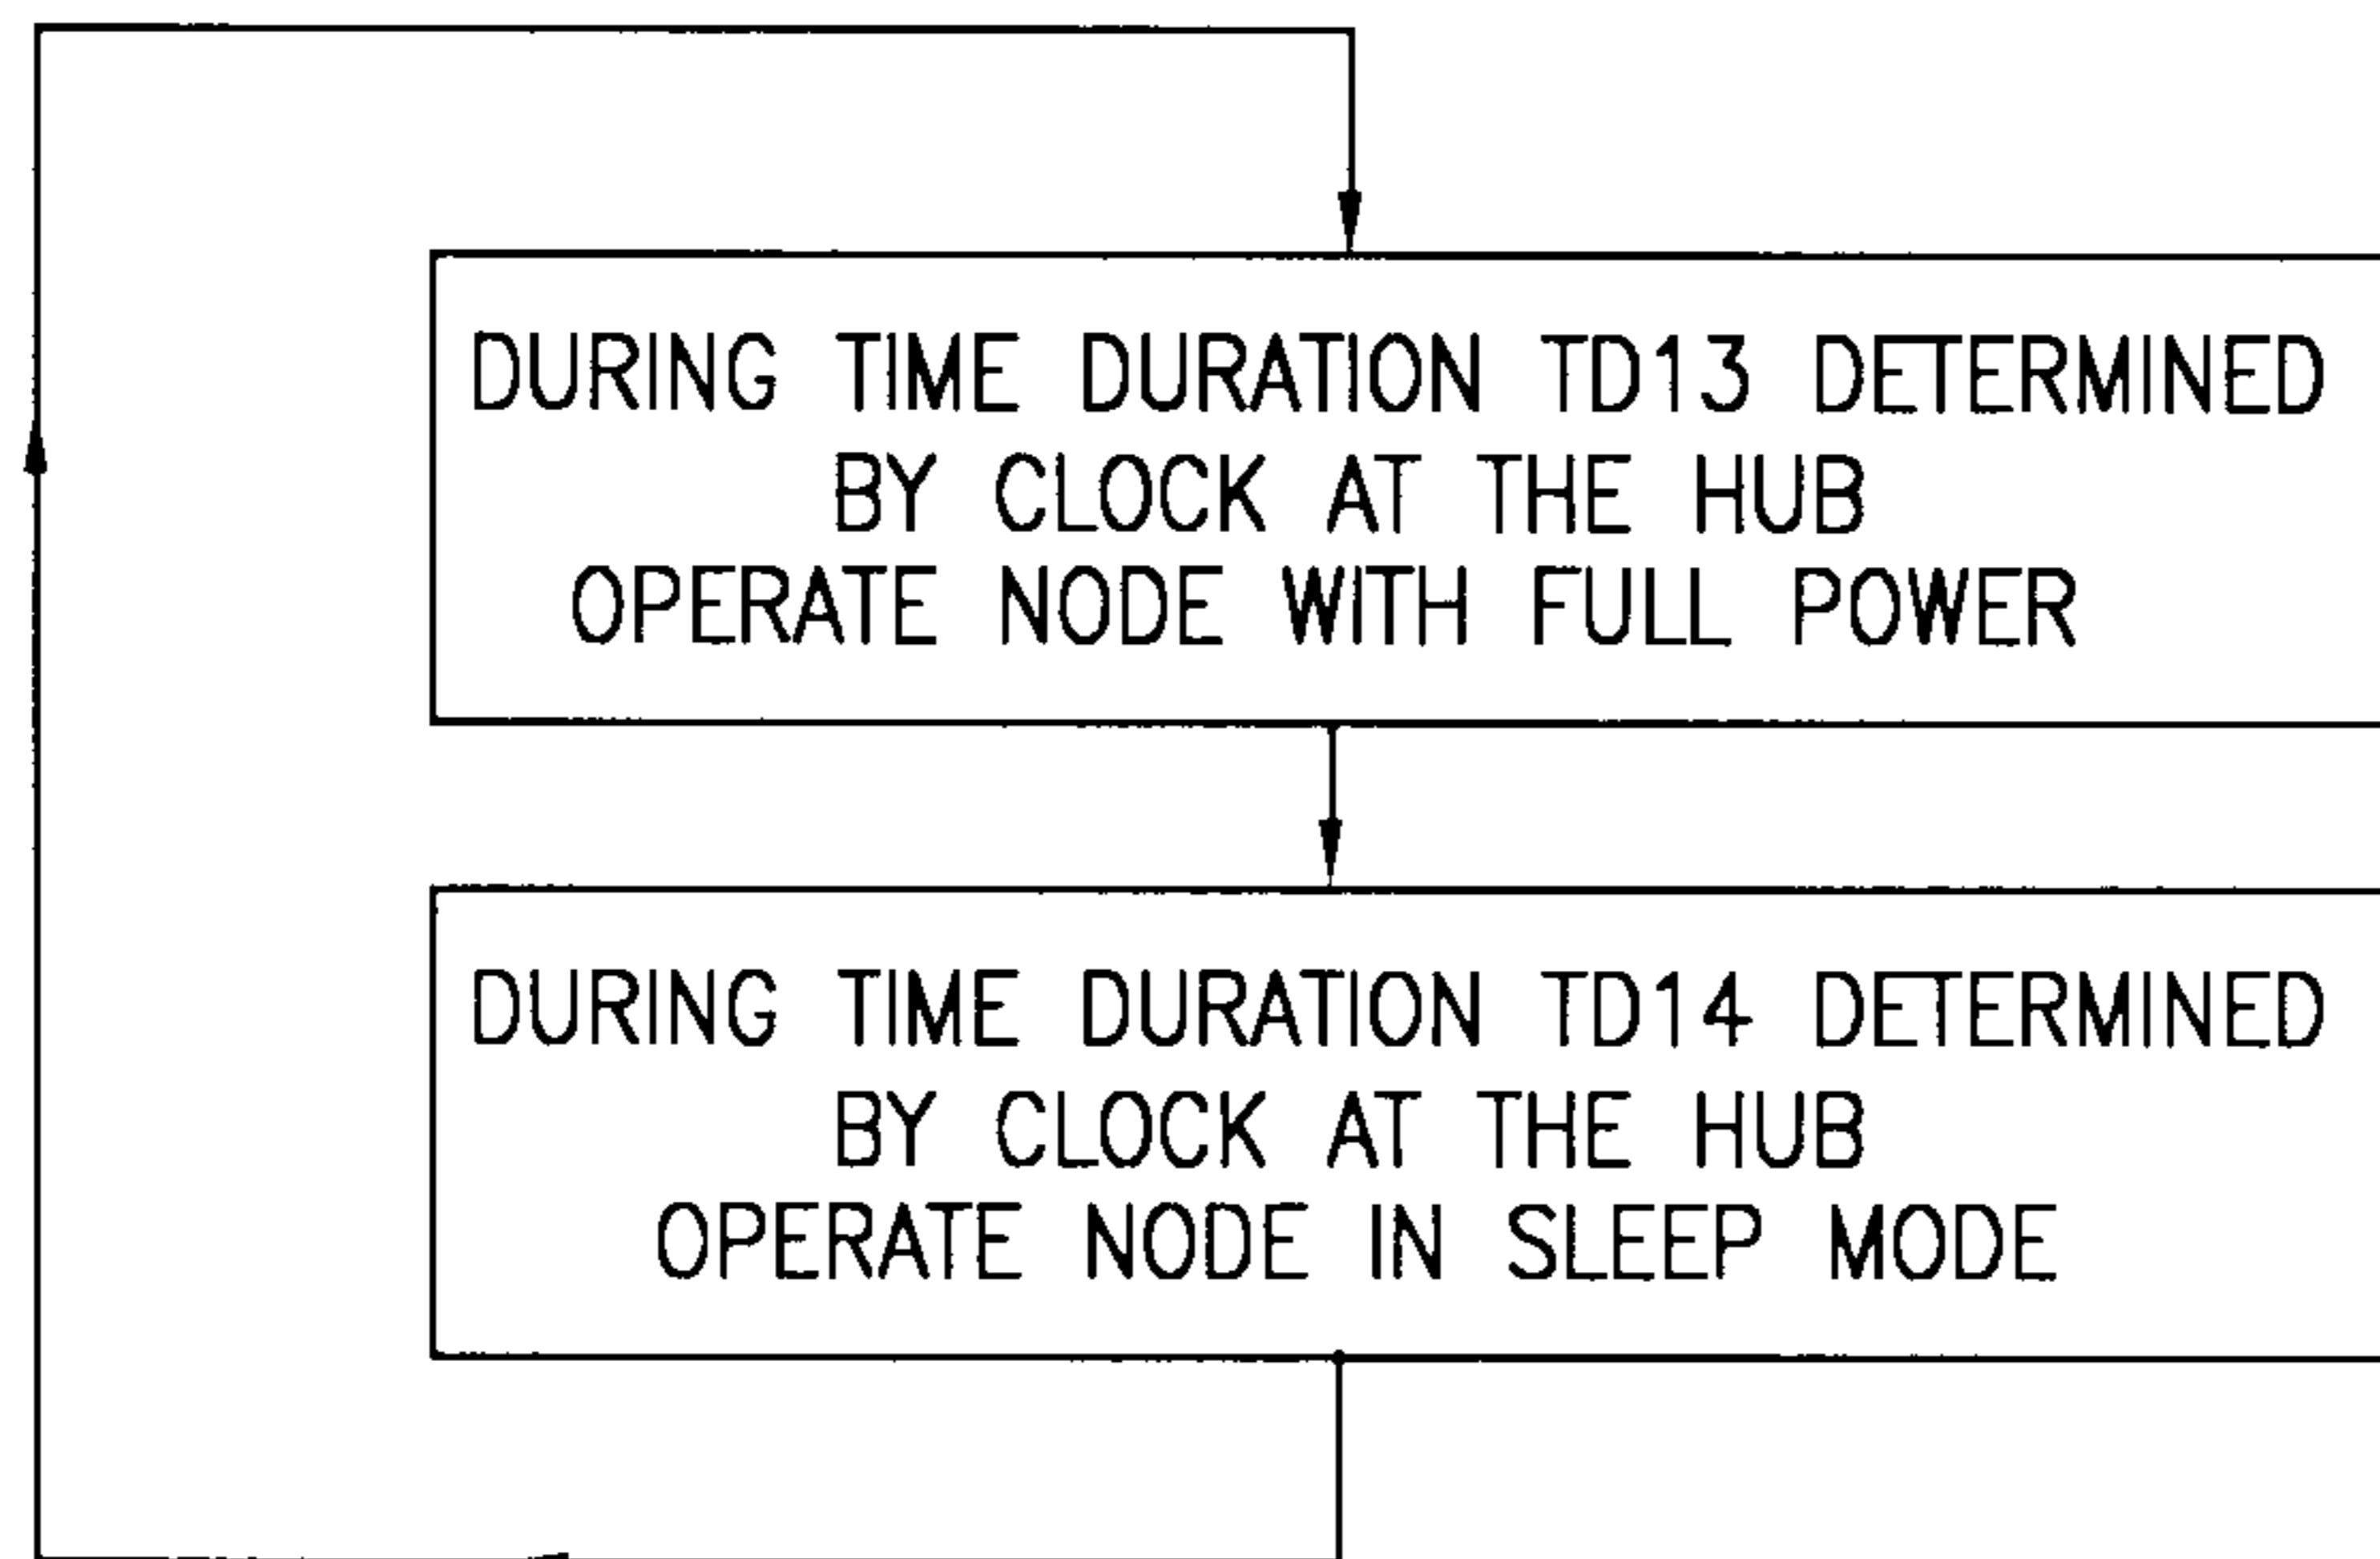 DURING TIME DURATION TD13 DETERMINED
BY CLOCK AT THE HUB
OPERATE NODE WITH FULL POWER
DURING TIME DURATION TD14 DETERMINED
BY CLOCK AT THE HUB
OPERATE NODE IN SLEEP MODE